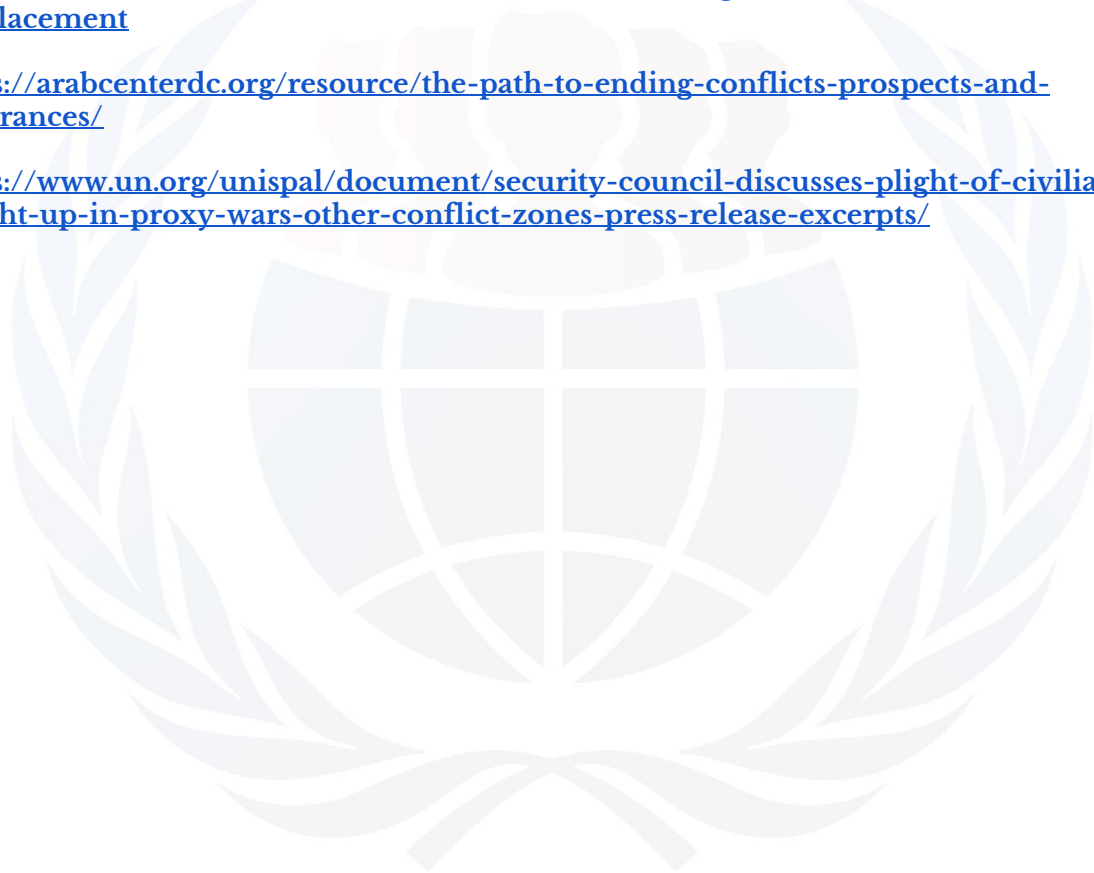 lacement
s://arabcenterdc.org/resource/the-path-to-ending-conflicts-prospects-and-
rances/
s://www.un.org/unispal/document/security-council-discusses-plight-of-civilia
ht-up-in-proxy-wars-other-conflict-zones-press-release-excerpts/